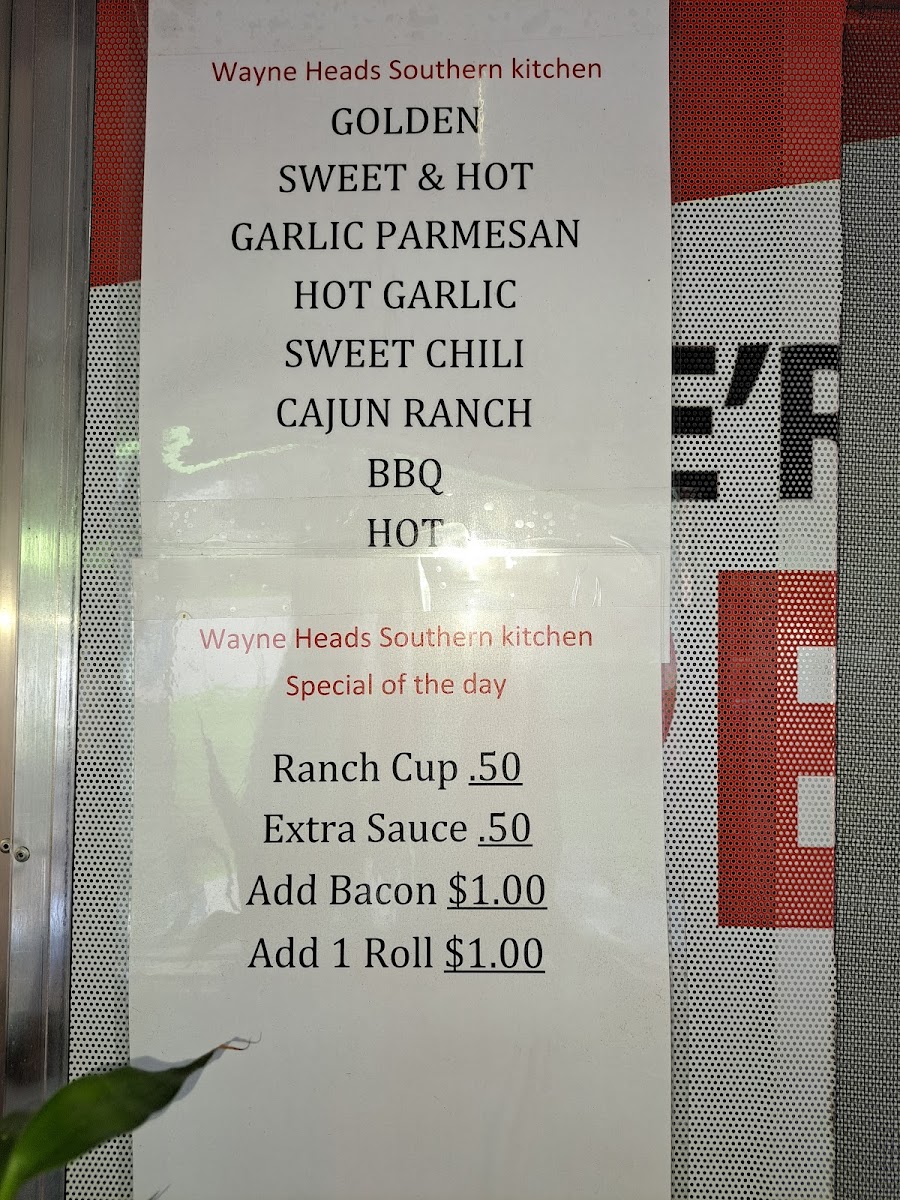 Wayne Heads Southern kitchen
GOLDEN
SWEET & HOT
GARLIC PARMESAN
HOT GARLIC
SWEET CHILI
CAJUN RANCH
BBQ
HOT
Wayne Heads Southern kitchen
Special of the day
Ranch Cup .50
Extra Sauce .50
Add Bacon $1.00
Add 1 Roll $1.00